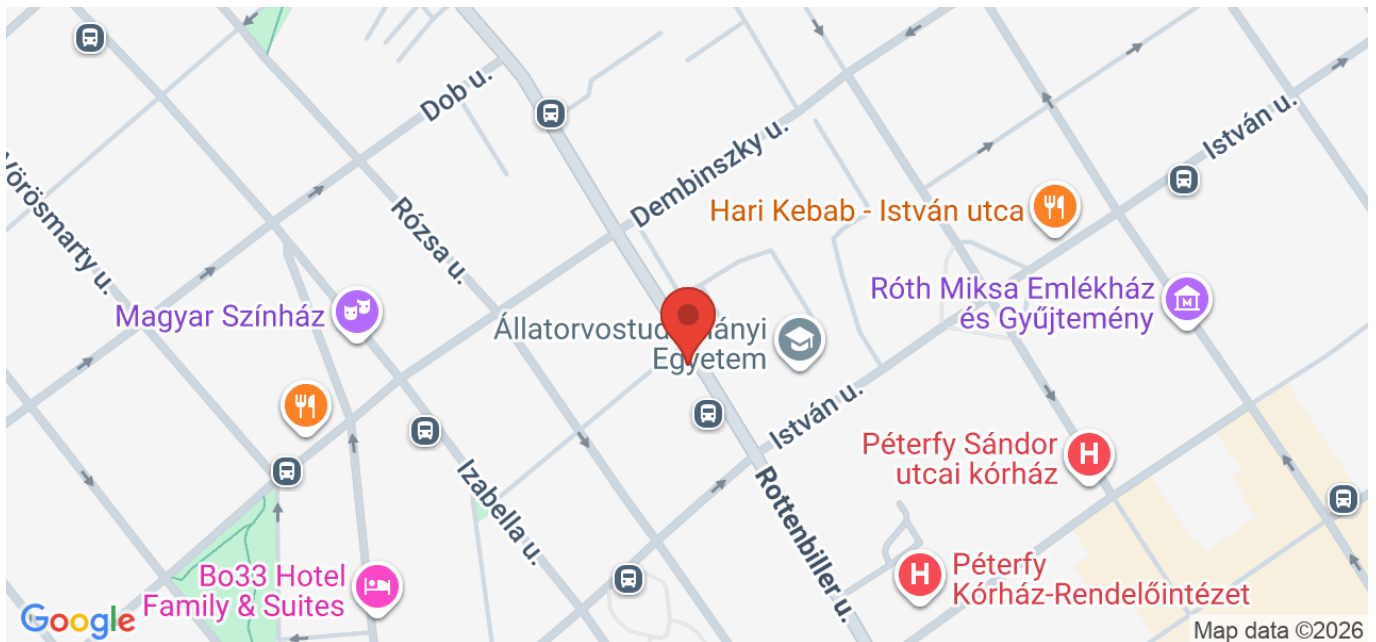 Dob u.
Dembinszky u.
István u.
Vörösmarty u.
Rózsa u.
Hari Kebab - István utca
Magyar Színház
Róth Miksa Emlékház
és Gyűjtemény
M
Egyetem
István u.
Péterfy Sándor
utcai kórház
H
Izabella u.
Rottenbiller u.
Bo33 Hotel
Family & Suites
H
Péterfy
Kórház-Rendelőintézet
Google
Map data ©2026